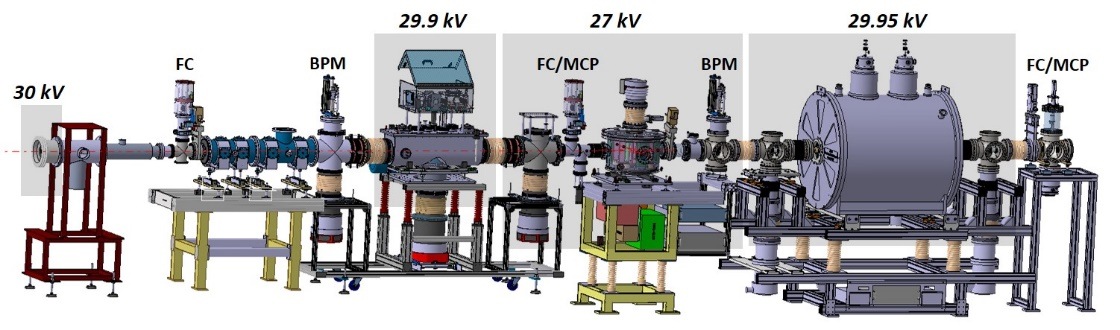 29.9 kV
27 kV
29.95 kV
FC
BPM
FC/MCP
BPM
FC/MCP
30 kV